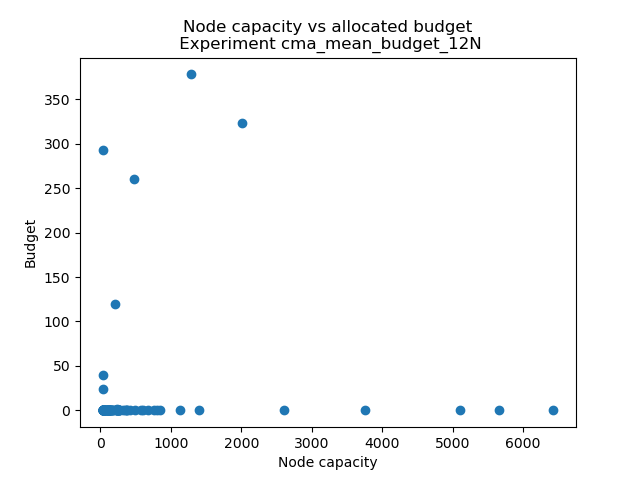 Node capacity vs allocated budget
Experiment cma_mean_budget_12N
350
300
250
200
150
100
50
0
Budget
0 1000 2000 3000 4000 5000 6000
Node capacity